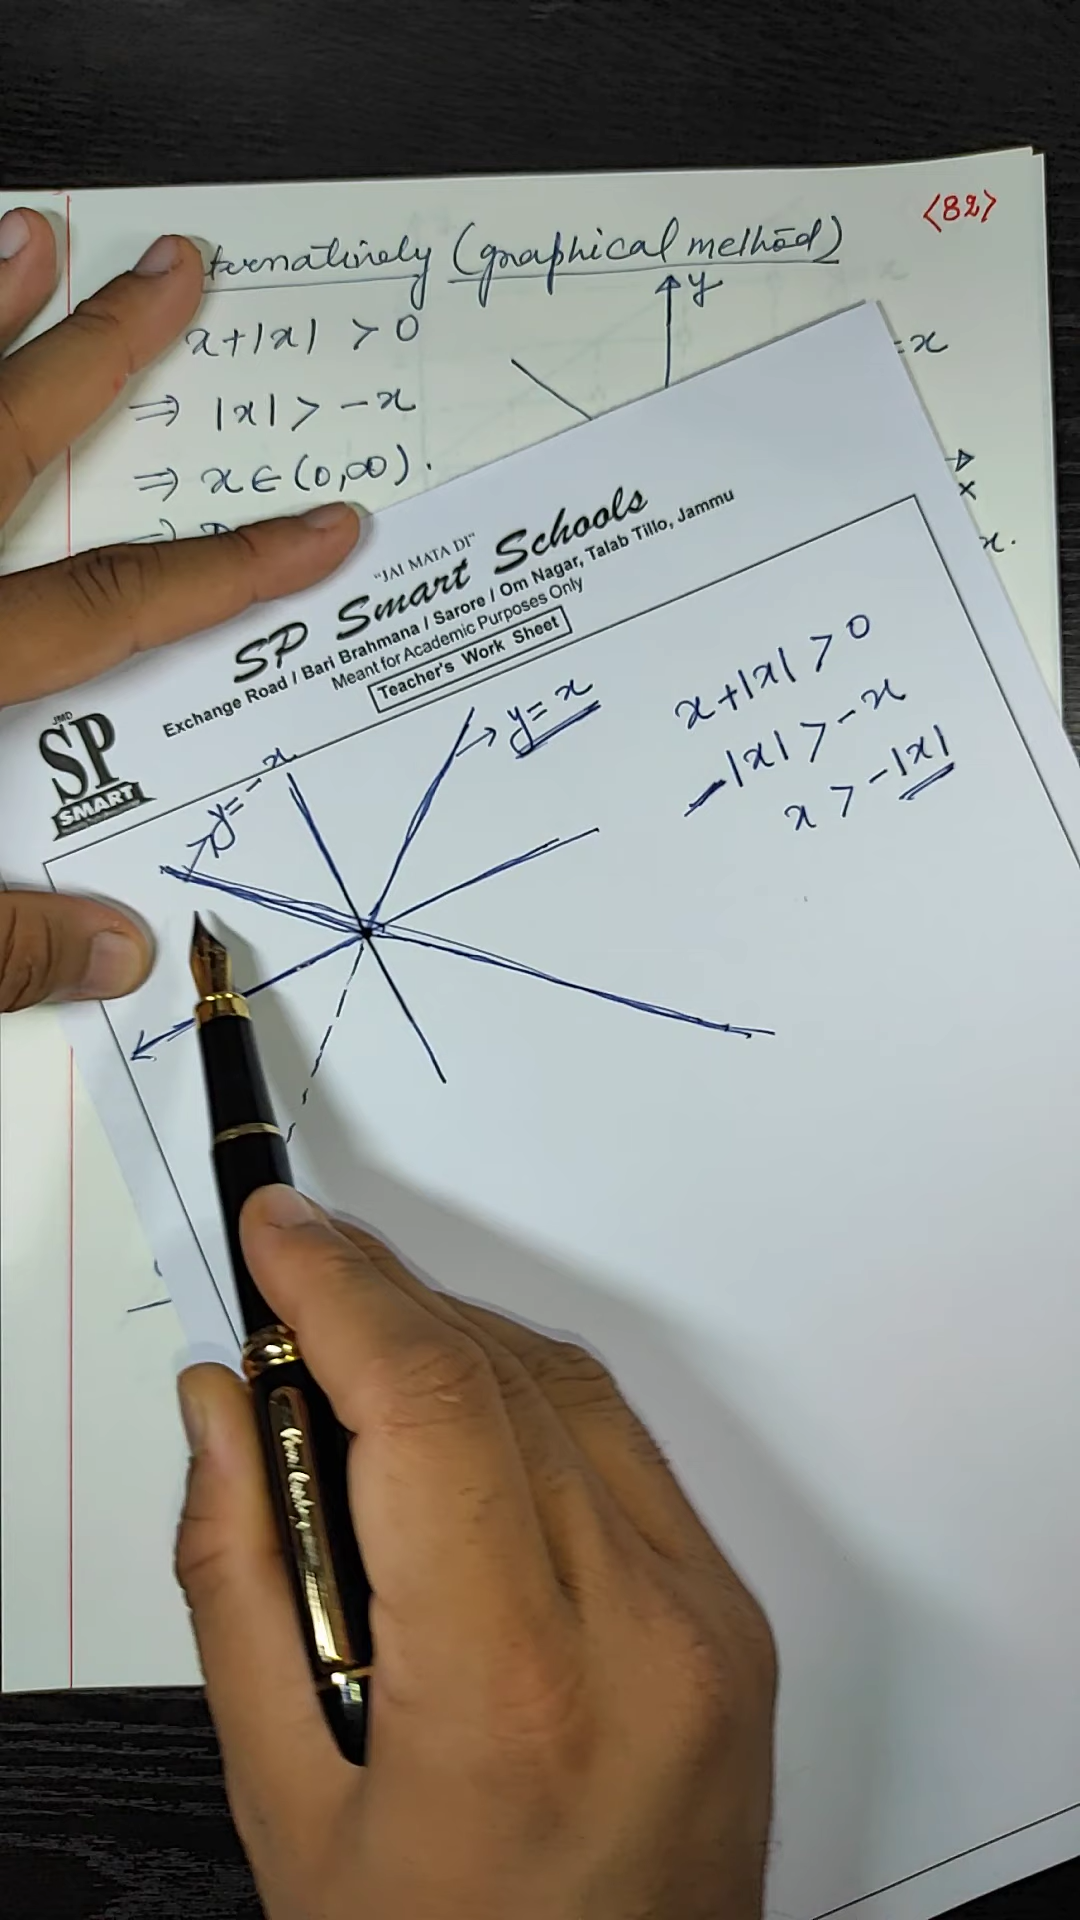 <82>
ternatively (graphical method)
x+|x| > 0
⇒ |x| > -x
⇒ x∈(0,∞).
y
=x
x
x.
"JAI MATA DI"
SP Smart Schools
Exchange Road / Bari Brahmana / Sarore / Om Nagar, Talab Tillo, Jammu
Meant for Academic Purposes Only
Teacher's Work Sheet
JMD
SP
SMART
y=-x
y=x
x+|x| > 0
|x| > -x
x > -|x|